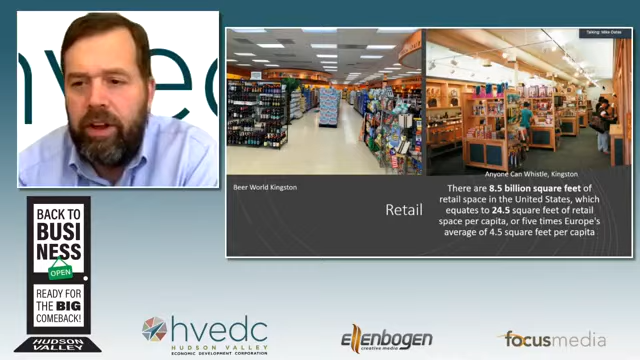 hvedc
Talking: Mike Oates
Beer World Kingston
Anyone Can Whistle, Kingston
Retail
There are 8.5 billion square feet of
retail space in the United States, which
equates to 24.5 square feet of retail
space per capita, or five times Europe's
average of 4.5 square feet per capita
BACK TO
BUSI
NESS
OPEN
READY FOR
THE BIG
COMEBACK!
HUDSON
VALLEY
hvedc
HUDSON VALLEY
ECONOMIC DEVELOPMENT CORPORATION
ellenbogen
creative media
focusmedia